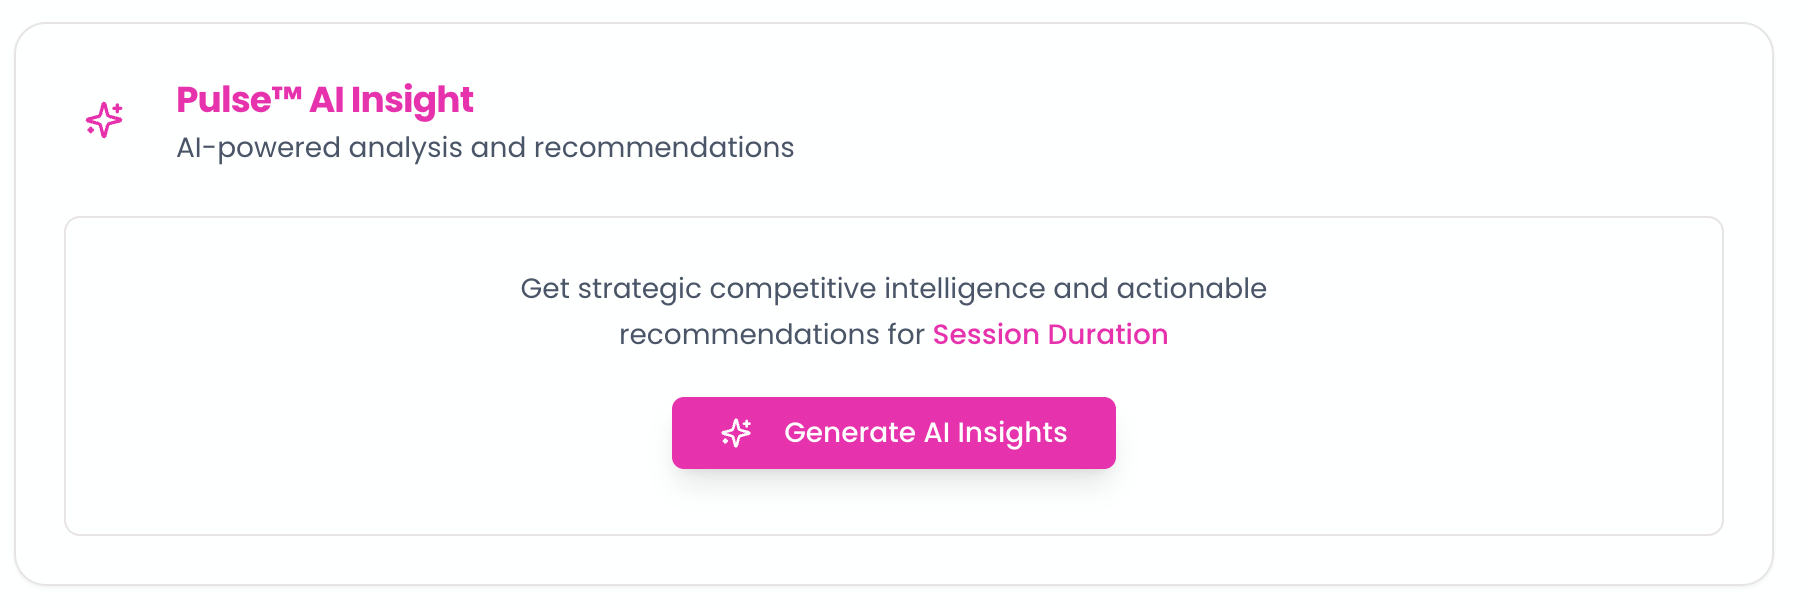 Pulse™ AI Insight
AI-powered analysis and recommendations
Get strategic competitive intelligence and actionable
recommendations for Session Duration
Generate AI Insights